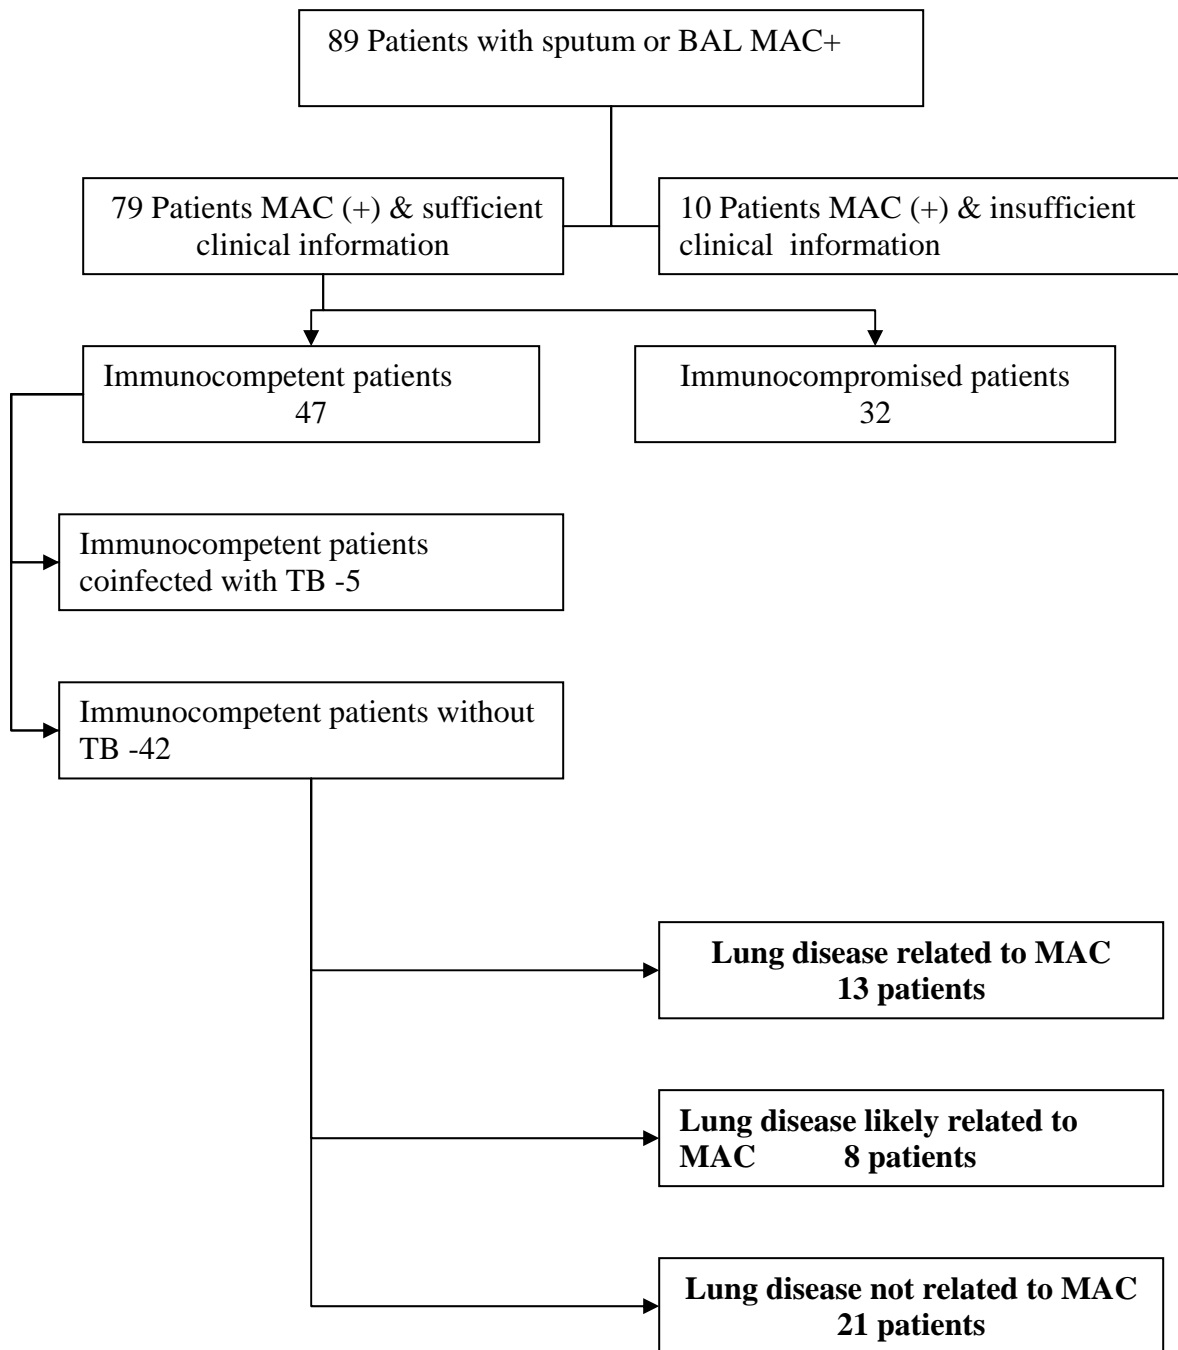 89 Patients with sputum or BAL MAC+
79 Patients MAC (+) & sufficient
clinical information
10 Patients MAC (+) & insufficient
clinical information
Immunocompetent patients
47
Immunocompromised patients
32
Immunocompetent patients
coinfected with TB -5
Immunocompetent patients without
TB -42
Lung disease related to MAC
13 patients
Lung disease likely related to
MAC 8 patients
Lung disease not related to MAC
21 patients